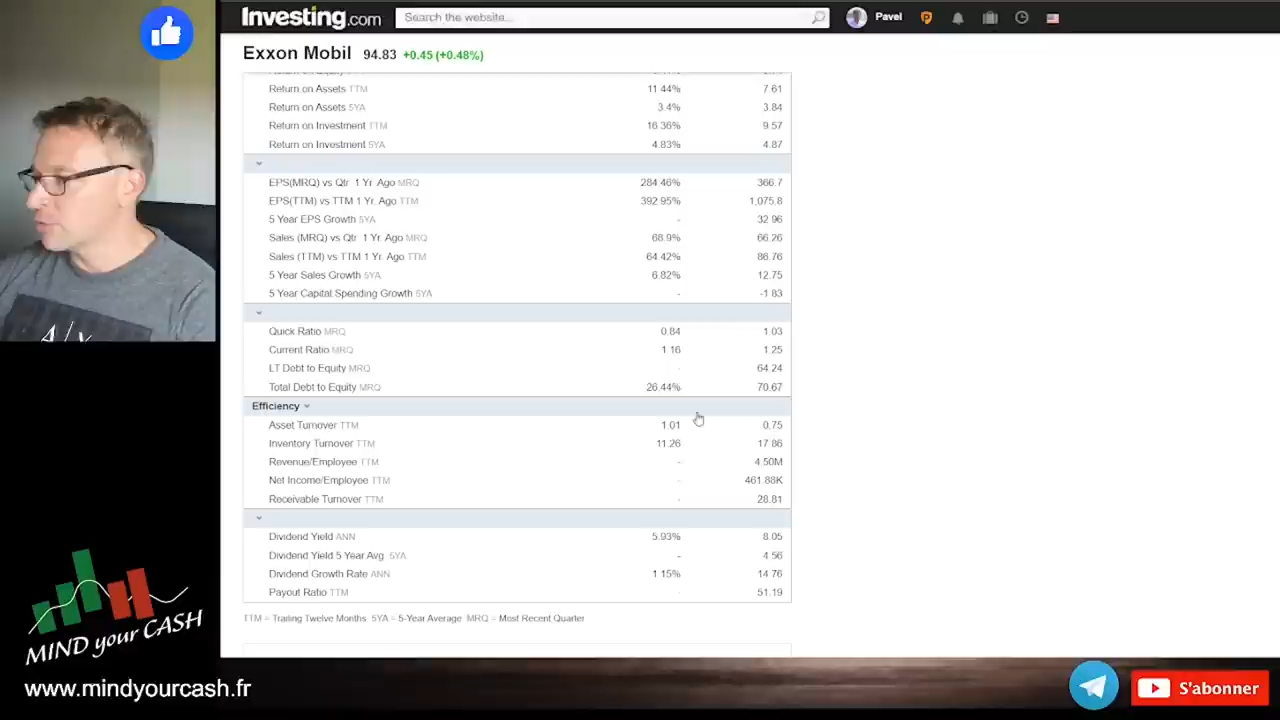 Investing.com Search the website... Pavel
Exxon Mobil 94.83 +0.45 (+0.48%)
Return on Assets TTM 11.44% 7.61
Return on Assets 5YA 3.4% 3.84
Return on Investment TTM 16.36% 9.57
Return on Investment 5YA 4.83% 4.87
EPS(MRQ) vs Qtr. 1 Yr. Ago MRQ 284.46% 366.7
EPS(TTM) vs TTM 1 Yr. Ago TTM 392.95% 1,075.8
5 Year EPS Growth 5YA - 32.96
Sales (MRQ) vs Qtr. 1 Yr. Ago MRQ 68.9% 66.26
Sales (TTM) vs TTM 1 Yr. Ago TTM 64.42% 86.76
5 Year Sales Growth 5YA 6.82% 12.75
5 Year Capital Spending Growth 5YA - -1.83
Quick Ratio MRQ 0.84 1.03
Current Ratio MRQ 1.16 1.25
LT Debt to Equity MRQ - 64.24
Total Debt to Equity MRQ 26.44% 70.67
Efficiency
Asset Turnover TTM 1.01 0.75
Inventory Turnover TTM 11.26 17.86
Revenue/Employee TTM - 4.50M
Net Income/Employee TTM - 461.88K
Receivable Turnover TTM - 28.81
Dividend Yield ANN 5.93% 8.05
Dividend Yield 5 Year Avg. 5YA - 4.56
Dividend Growth Rate ANN 1.15% 14.76
Payout Ratio TTM - 51.19
TTM = Trailing Twelve Months 5YA = 5-Year Average MRQ = Most Recent Quarter
MIND your CASH
www.mindyourcash.fr
S'abonner